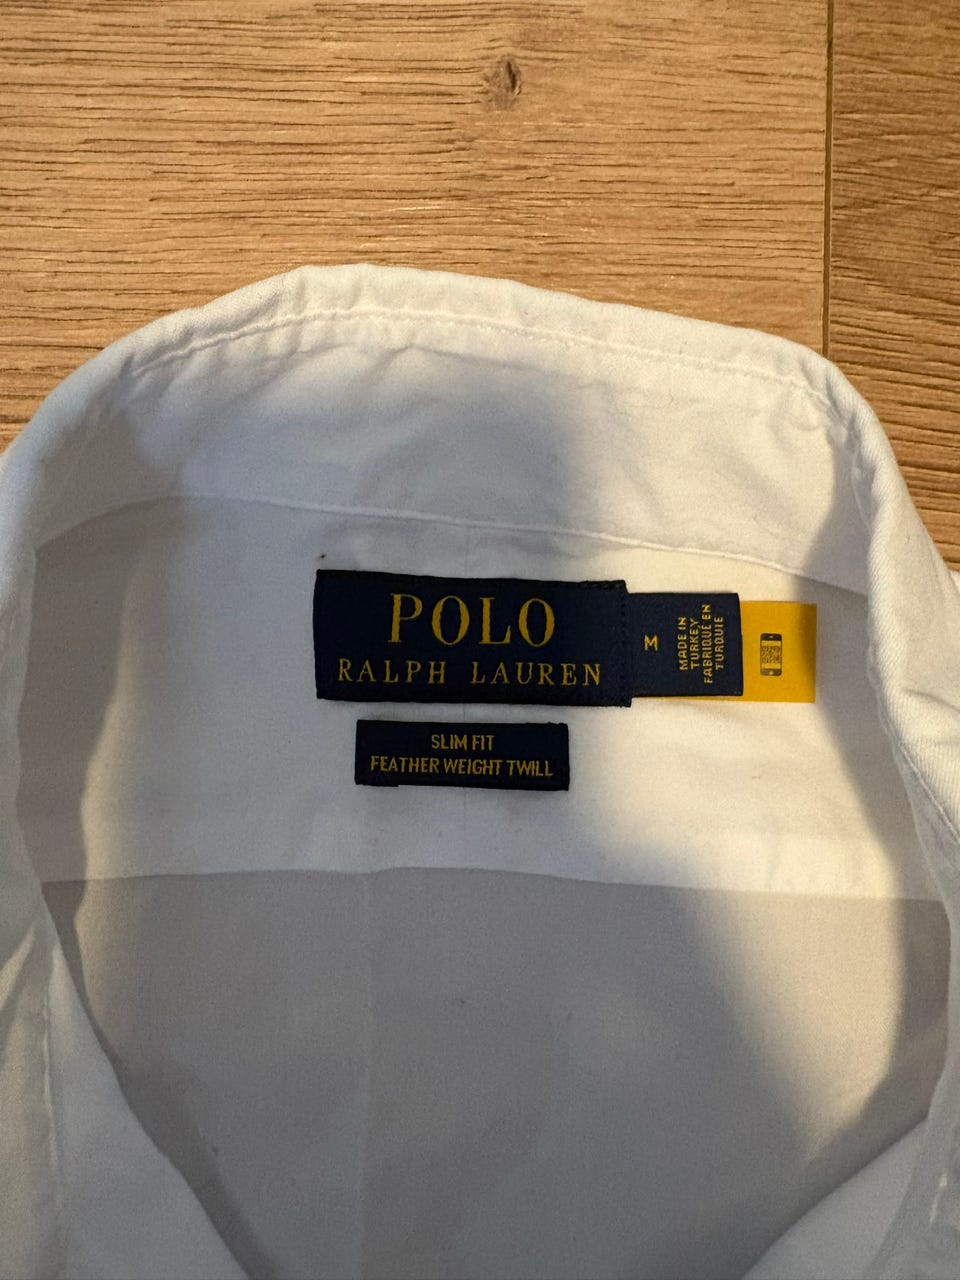 POLO
RALPH LAUREN
M
MADE IN
TURKEY
FABRIQUÉ EN
TURQUIE
SLIM FIT
FEATHER WEIGHT TWILL